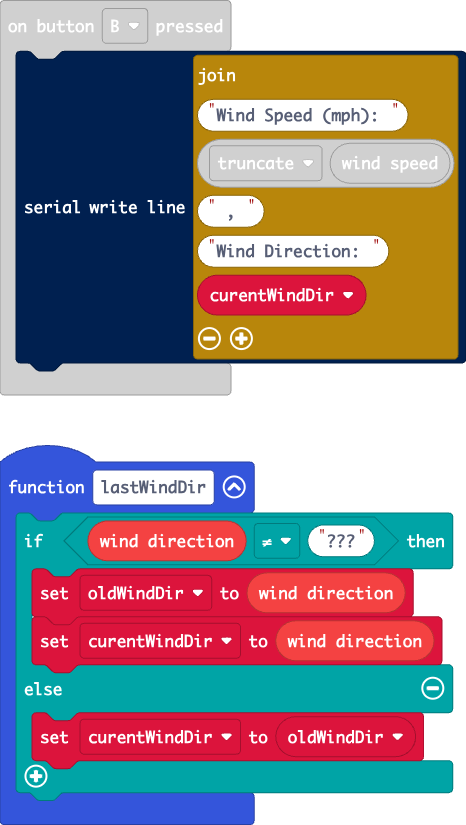 on button B pressed
join
"Wind Speed (mph): "
truncate wind speed
serial write line
" , "
"Wind Direction: "
curentWindDir
function lastWindDir
if wind direction ≠ "???" then
set oldWindDir to wind direction
set curentWindDir to wind direction
else
set curentWindDir to oldWindDir